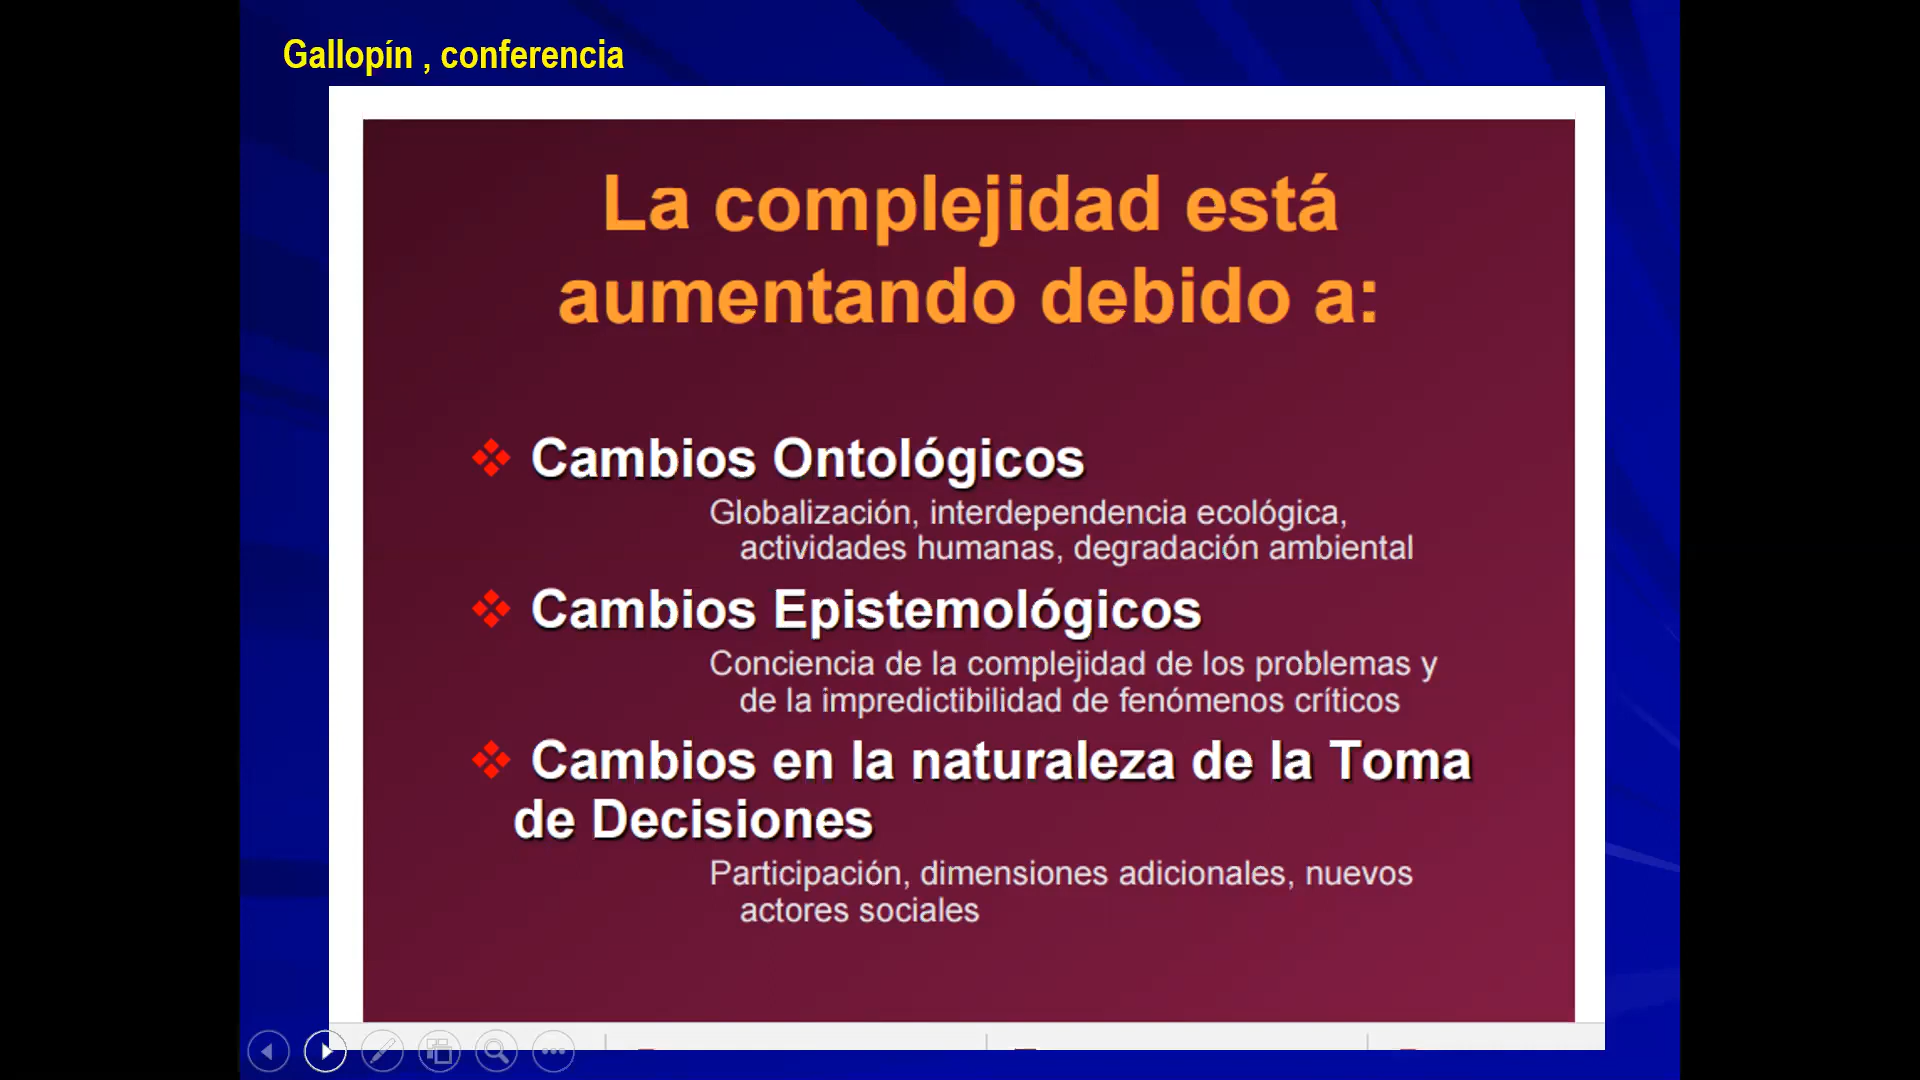 Gallopín , conferencia
La complejidad está
aumentando debido a:
Cambios Ontológicos
Globalización, interdependencia ecológica,
actividades humanas, degradación ambiental
Cambios Epistemológicos
Conciencia de la complejidad de los problemas y
de la impredictibilidad de fenómenos críticos
Cambios en la naturaleza de la Toma
de Decisiones
Participación, dimensiones adicionales, nuevos
actores sociales